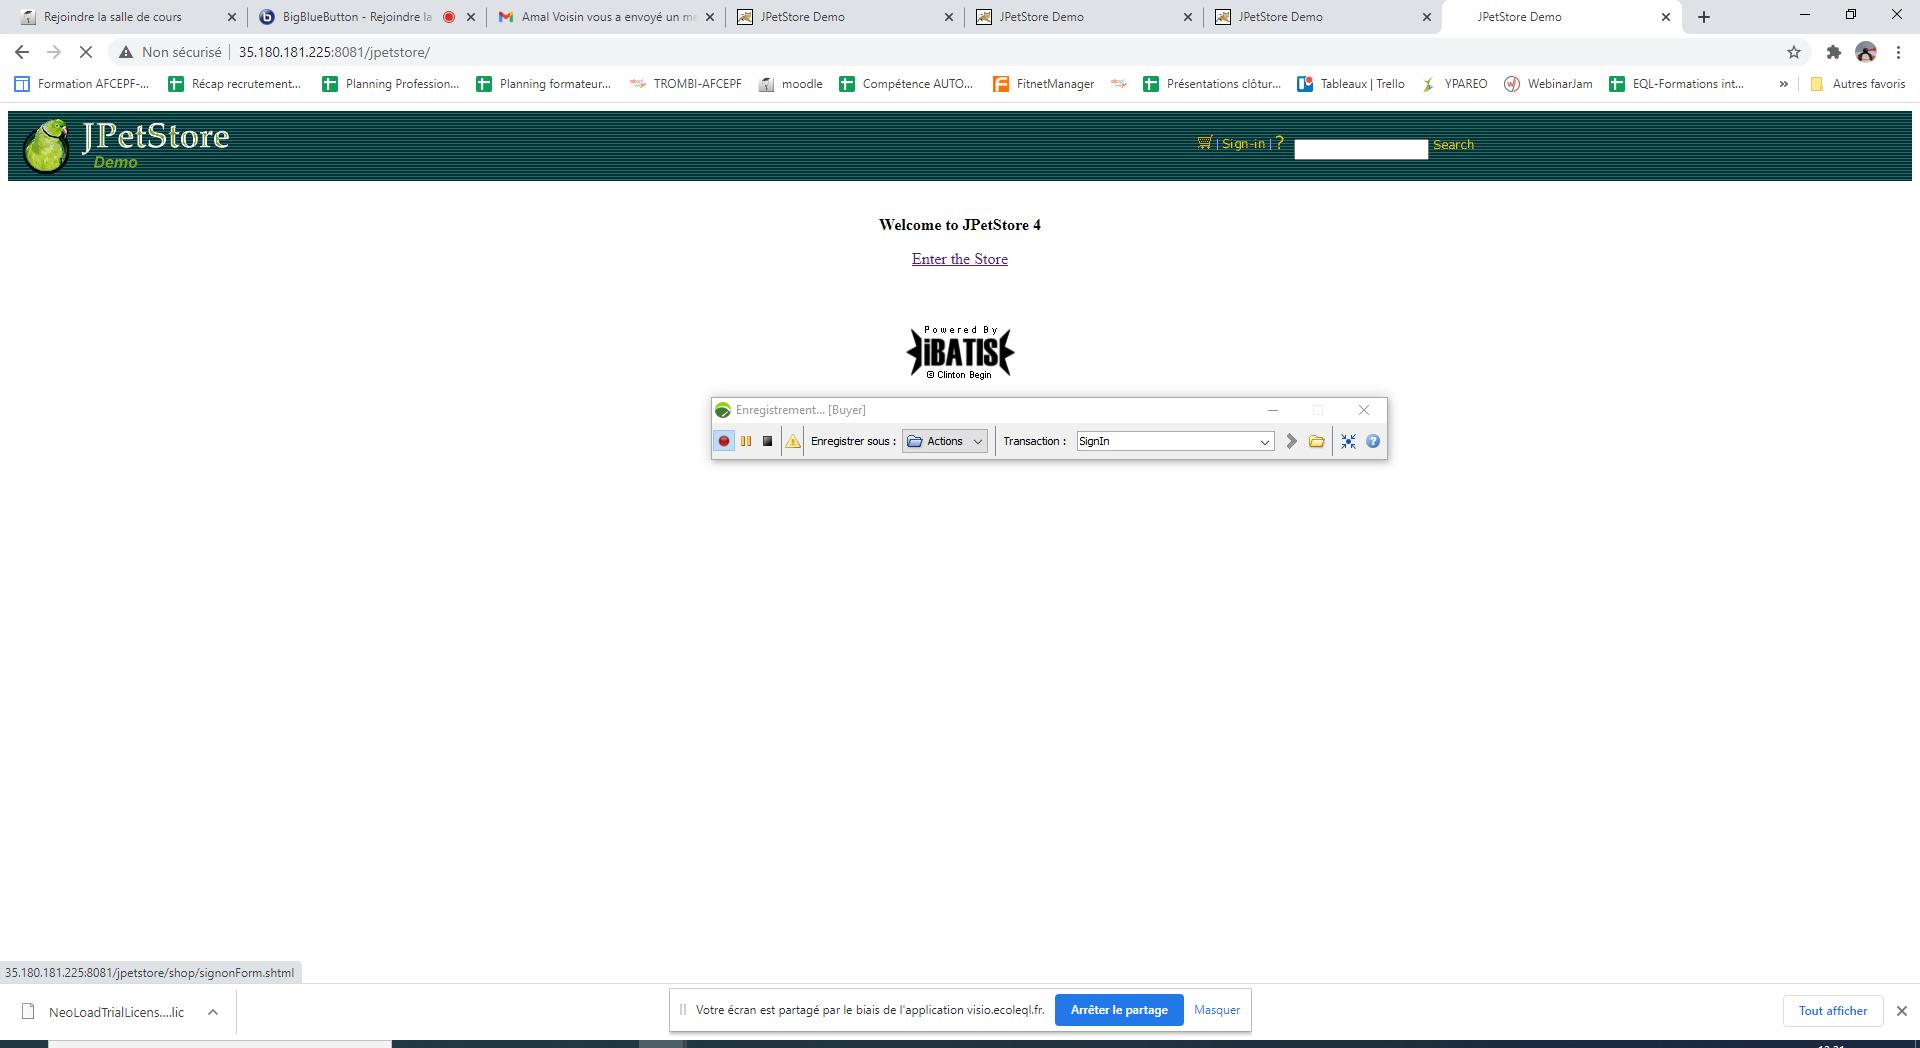 Rejoindre la salle de cours
BigBlueButton - Rejoindre la
Amal Voisin vous a envoyé un me
JPetStore Demo
JPetStore Demo
JPetStore Demo
JPetStore Demo
Non sécurisé
35.180.181.225:8081/jpetstore/
Formation AFCEPF-...
Récap recrutement...
Planning Profession...
Planning formateur...
TROMBI-AFCEPF
moodle
Compétence AUTO...
FitnetManager
Présentations clôtur...
Tableaux | Trello
YPAREO
WebinarJam
EQL-Formations int...
»
Autres favoris
JPetStore
Demo
| Sign-in | ?
Search
Welcome to JPetStore 4
Enter the Store
Powered By
iBATIS
© Clinton Begin
Enregistrement... [Buyer]
Enregistrer sous :
Actions
Transaction :
SignIn
35.180.181.225:8081/jpetstore/shop/signonForm.shtml
NeoLoadTrialLicens....lic
Votre écran est partagé par le biais de l'application visio.ecoleql.fr.
Arrêter le partage
Masquer
Tout afficher